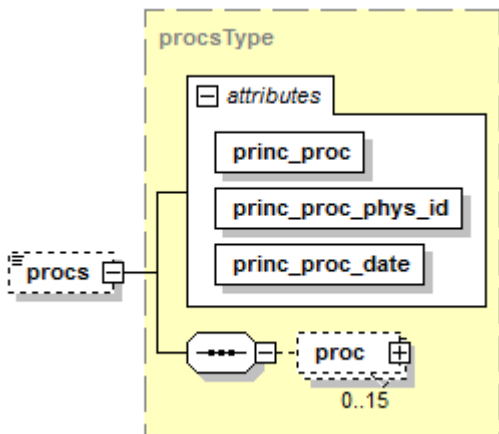 procsType
attributes
princ_proc
princ_proc_phys_id
princ_proc_date
procs
proc
0..15